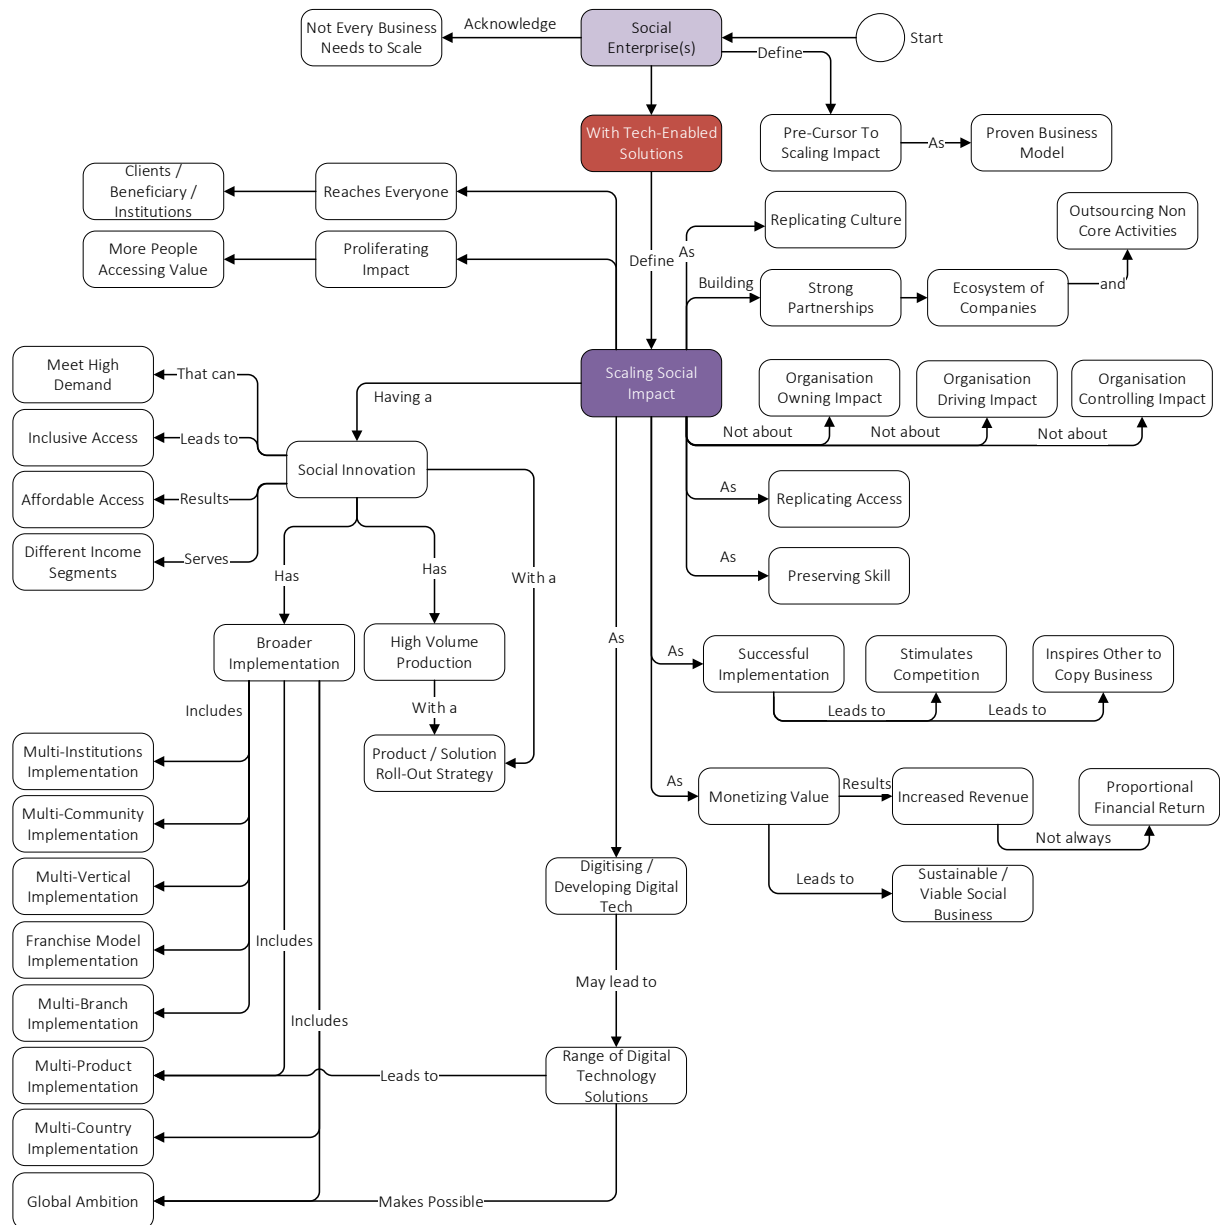 Not Every Business
Needs to Scale
Acknowledge
Social
Enterprise(s)
Start
Define
With Tech-Enabled
Solutions
Pre-Cursor To
Scaling Impact
As
Proven Business
Model
Clients /
Beneficiary /
Institutions
Reaches Everyone
More People
Accessing Value
Proliferating
Impact
Define
As
Replicating Culture
Building
Strong
Partnerships
Ecosystem of
Companies
and
Outsourcing Non
Core Activities
Scaling Social
Impact
Organisation
Owning Impact
Organisation
Driving Impact
Organisation
Controlling Impact
Not about
Not about
Not about
Having a
Meet High
Demand
That can
Inclusive Access
Leads to
Social Innovation
Affordable Access
Results
Different Income
Segments
Serves
As
Replicating Access
As
Preserving Skill
Has
Has
With a
As
Broader
Implementation
High Volume
Production
With a
Product / Solution
Roll-Out Strategy
As
Successful
Implementation
Stimulates
Competition
Inspires Other to
Copy Business
Leads to
Leads to
Includes
Multi-Institutions
Implementation
Multi-Community
Implementation
Multi-Vertical
Implementation
Franchise Model
Implementation
Multi-Branch
Implementation
Includes
Includes
As
Monetizing Value
Results
Increased Revenue
Proportional
Financial Return
Not always
Leads to
Sustainable /
Viable Social
Business
Digitising /
Developing Digital
Tech
May lead to
Range of Digital
Technology
Solutions
Leads to
Multi-Product
Implementation
Multi-Country
Implementation
Global Ambition
Makes Possible